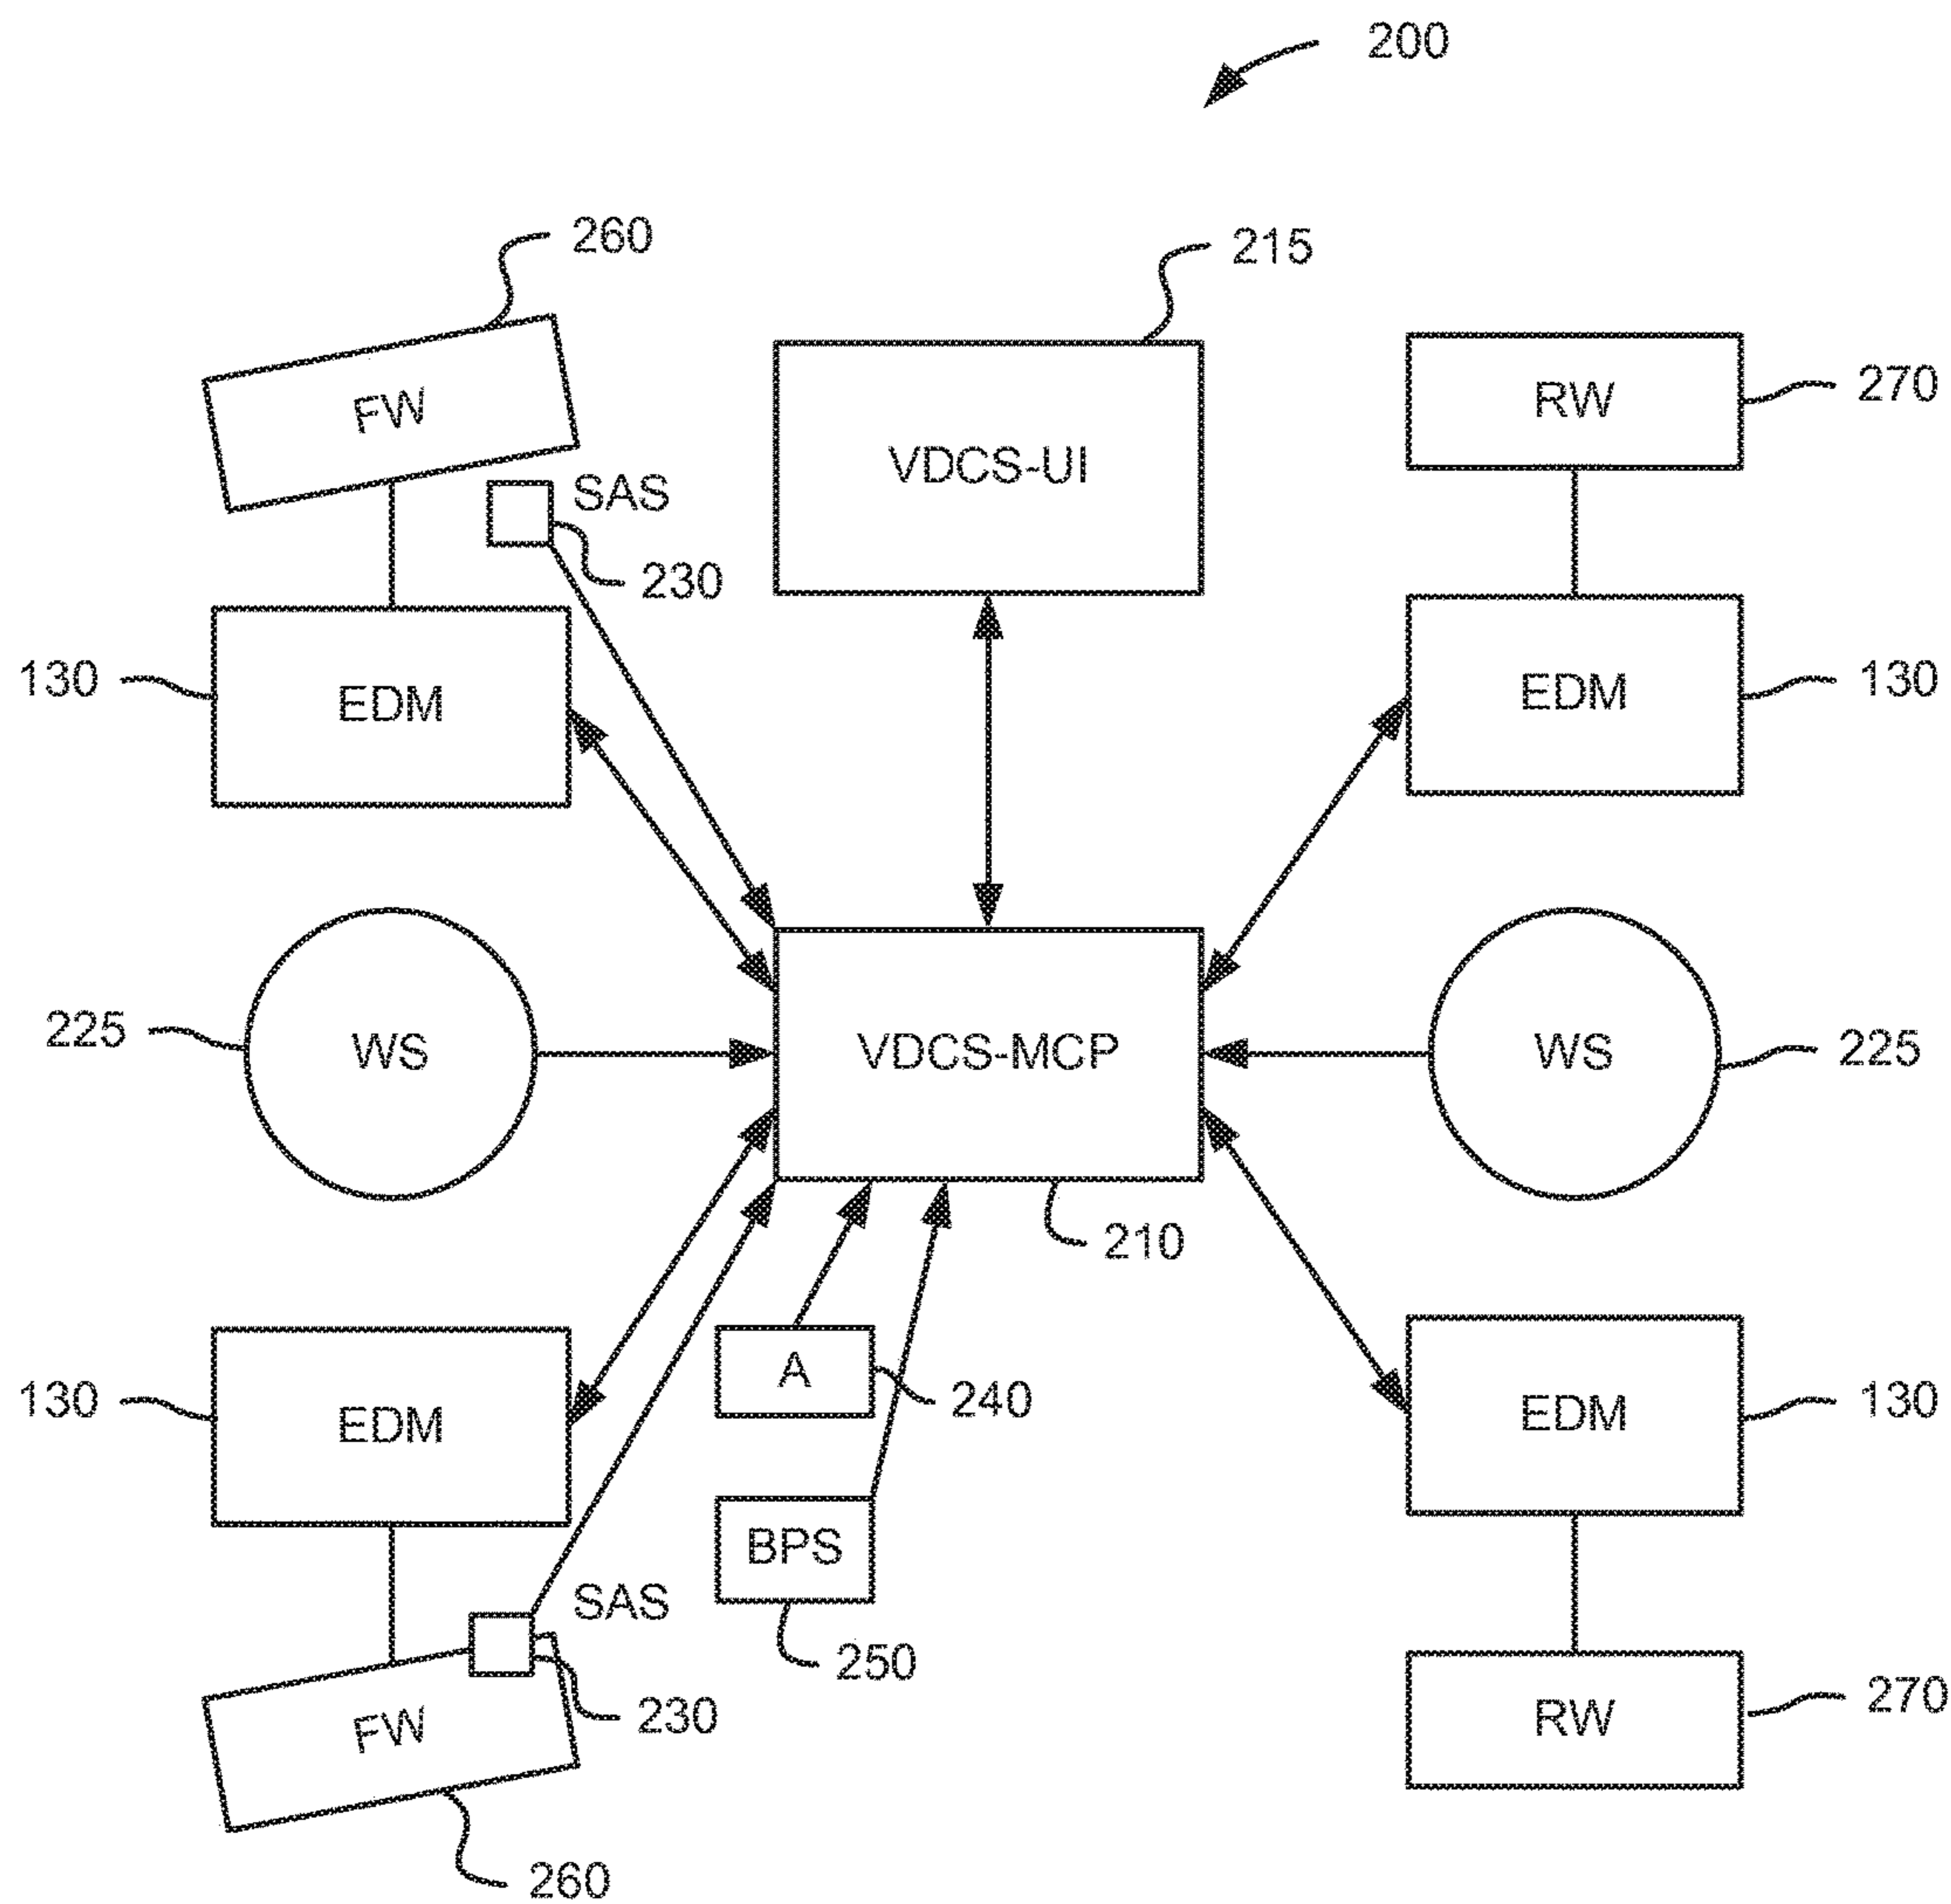 200
260
215
FW
RW
270
VDCS-UI
SAS
230
130
EDM
EDM
130
225
WS
VDCS-MCP
WS
225
210
130
EDM
A
240
EDM
130
BPS
SAS
250
230
FW
RW
270
260